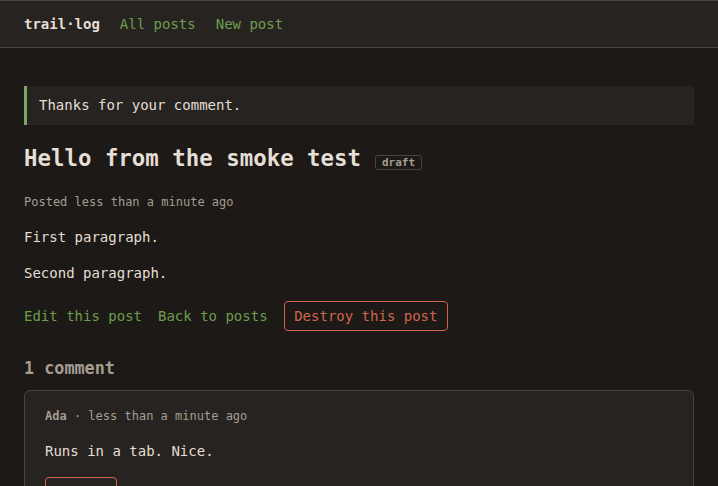 trail·log All posts New post
Thanks for your comment.
Hello from the smoke test draft
Posted less than a minute ago
First paragraph.
Second paragraph.
Edit this post Back to posts Destroy this post
1 comment
Ada · less than a minute ago
Runs in a tab. Nice.